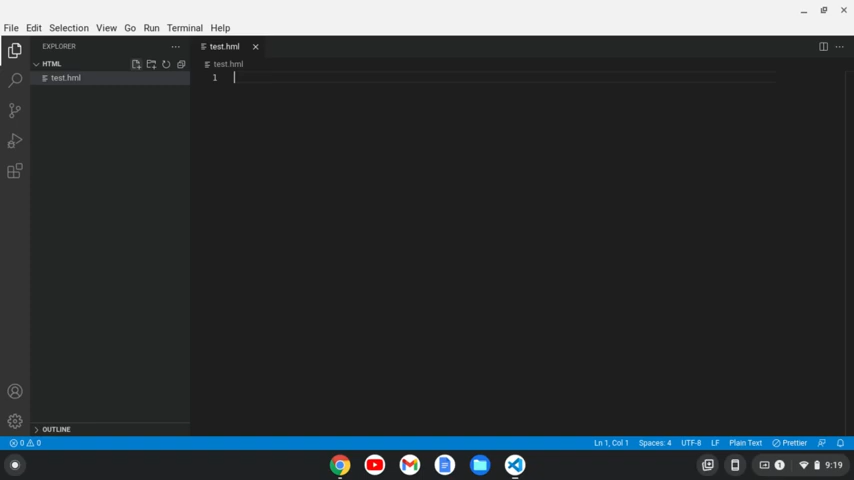 File Edit Selection View Go Run Terminal Help
EXPLORER
HTML
test.hml
test.hml
test.hml
1
OUTLINE
0 0
Ln 1, Col 1 Spaces: 4 UTF-8 LF Plain Text Prettier
1 9:19